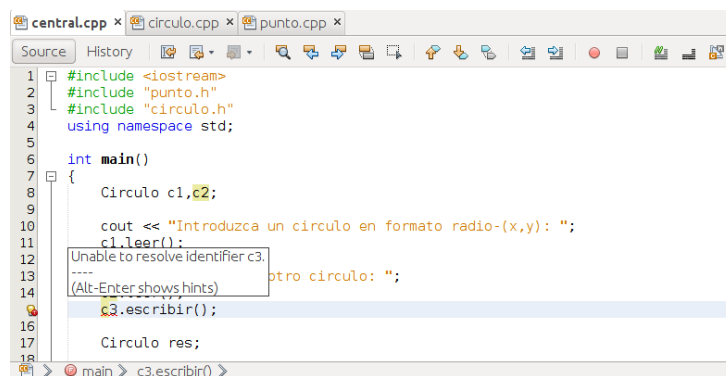 central.cpp × circulo.cpp × punto.cpp ×
Source History
1 #include <iostream>
2 #include "punto.h"
3 #include "circulo.h"
4 using namespace std;
5
6 int main()
7 {
8 Circulo c1,c2;
9
10 cout << "Introduzca un circulo en formato radio-(x,y): ";
11 c1.leer();
12 Unable to resolve identifier c3.
13 ---- otro circulo: ";
14 (Alt-Enter shows hints)
c3.escribir();
16
17 Circulo res;
18
main c3.escribir()